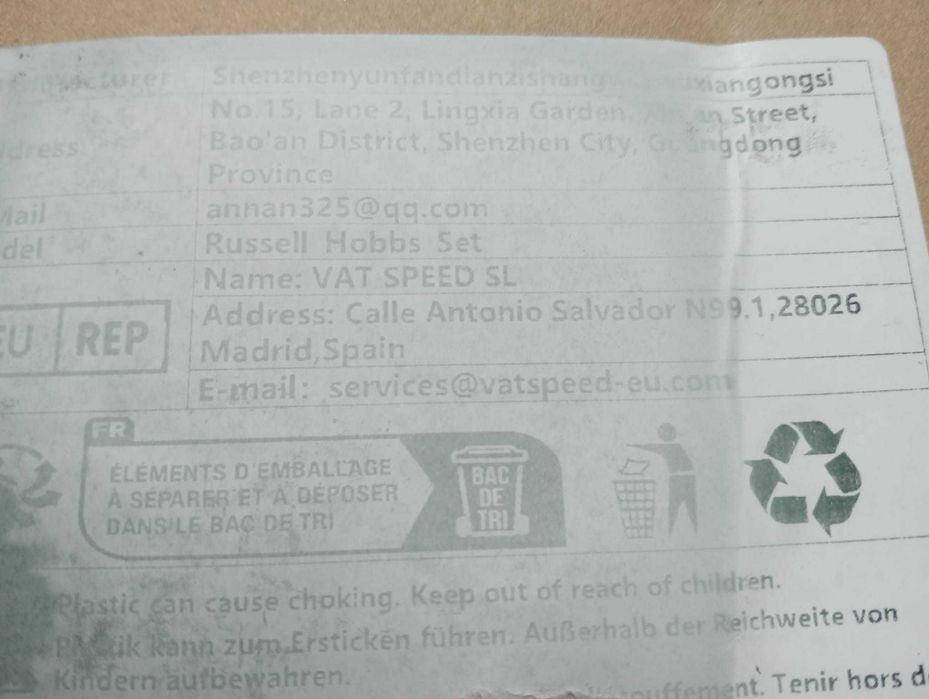 Shenzhenyunfandianzishang xiangongsi
No.15, Lane 2, Lingxia Garden, Street,
Bao'an District, Shenzhen City, Guangdong
Province
annan325@qq.com
Russell Hobbs Set
Name: VAT SPEED SL
Address: Calle Antonio Salvador N99.1,28026
Madrid,Spain
EU REP
E-mail: services@vatspeed-eu.com
FR
ÉLÉMENTS D'EMBALLAGE
À SÉPARER ET À DÉPOSER
DANS LE BAC DE TRI
BAC
DE
TRI
Plastic can cause choking. Keep out of reach of children.
kann zum Ersticken führen. Außerhalb der Reichweite von
Kindern aufbewahren.
Tenir hors d